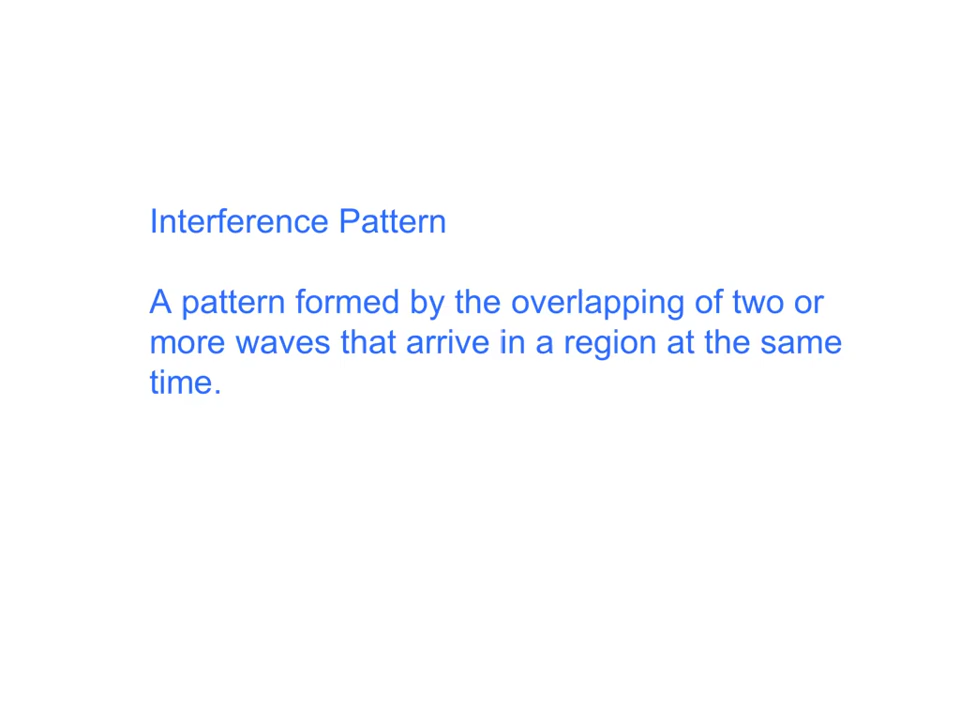 Interference Pattern
A pattern formed by the overlapping of two or
more waves that arrive in a region at the same
time.